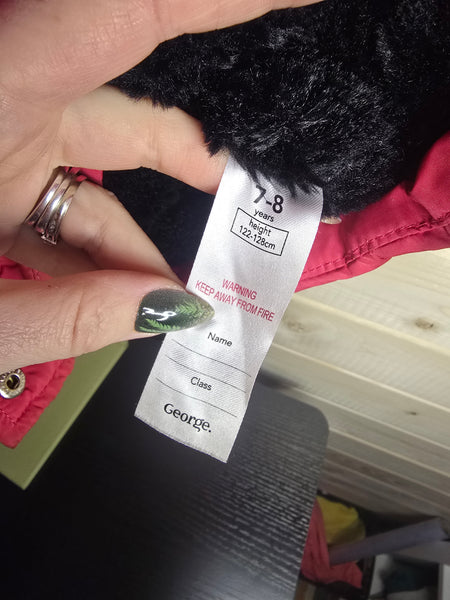 7-8
years
height
122-128cm
WARNING
KEEP AWAY FROM FIRE
Name
Class
George.